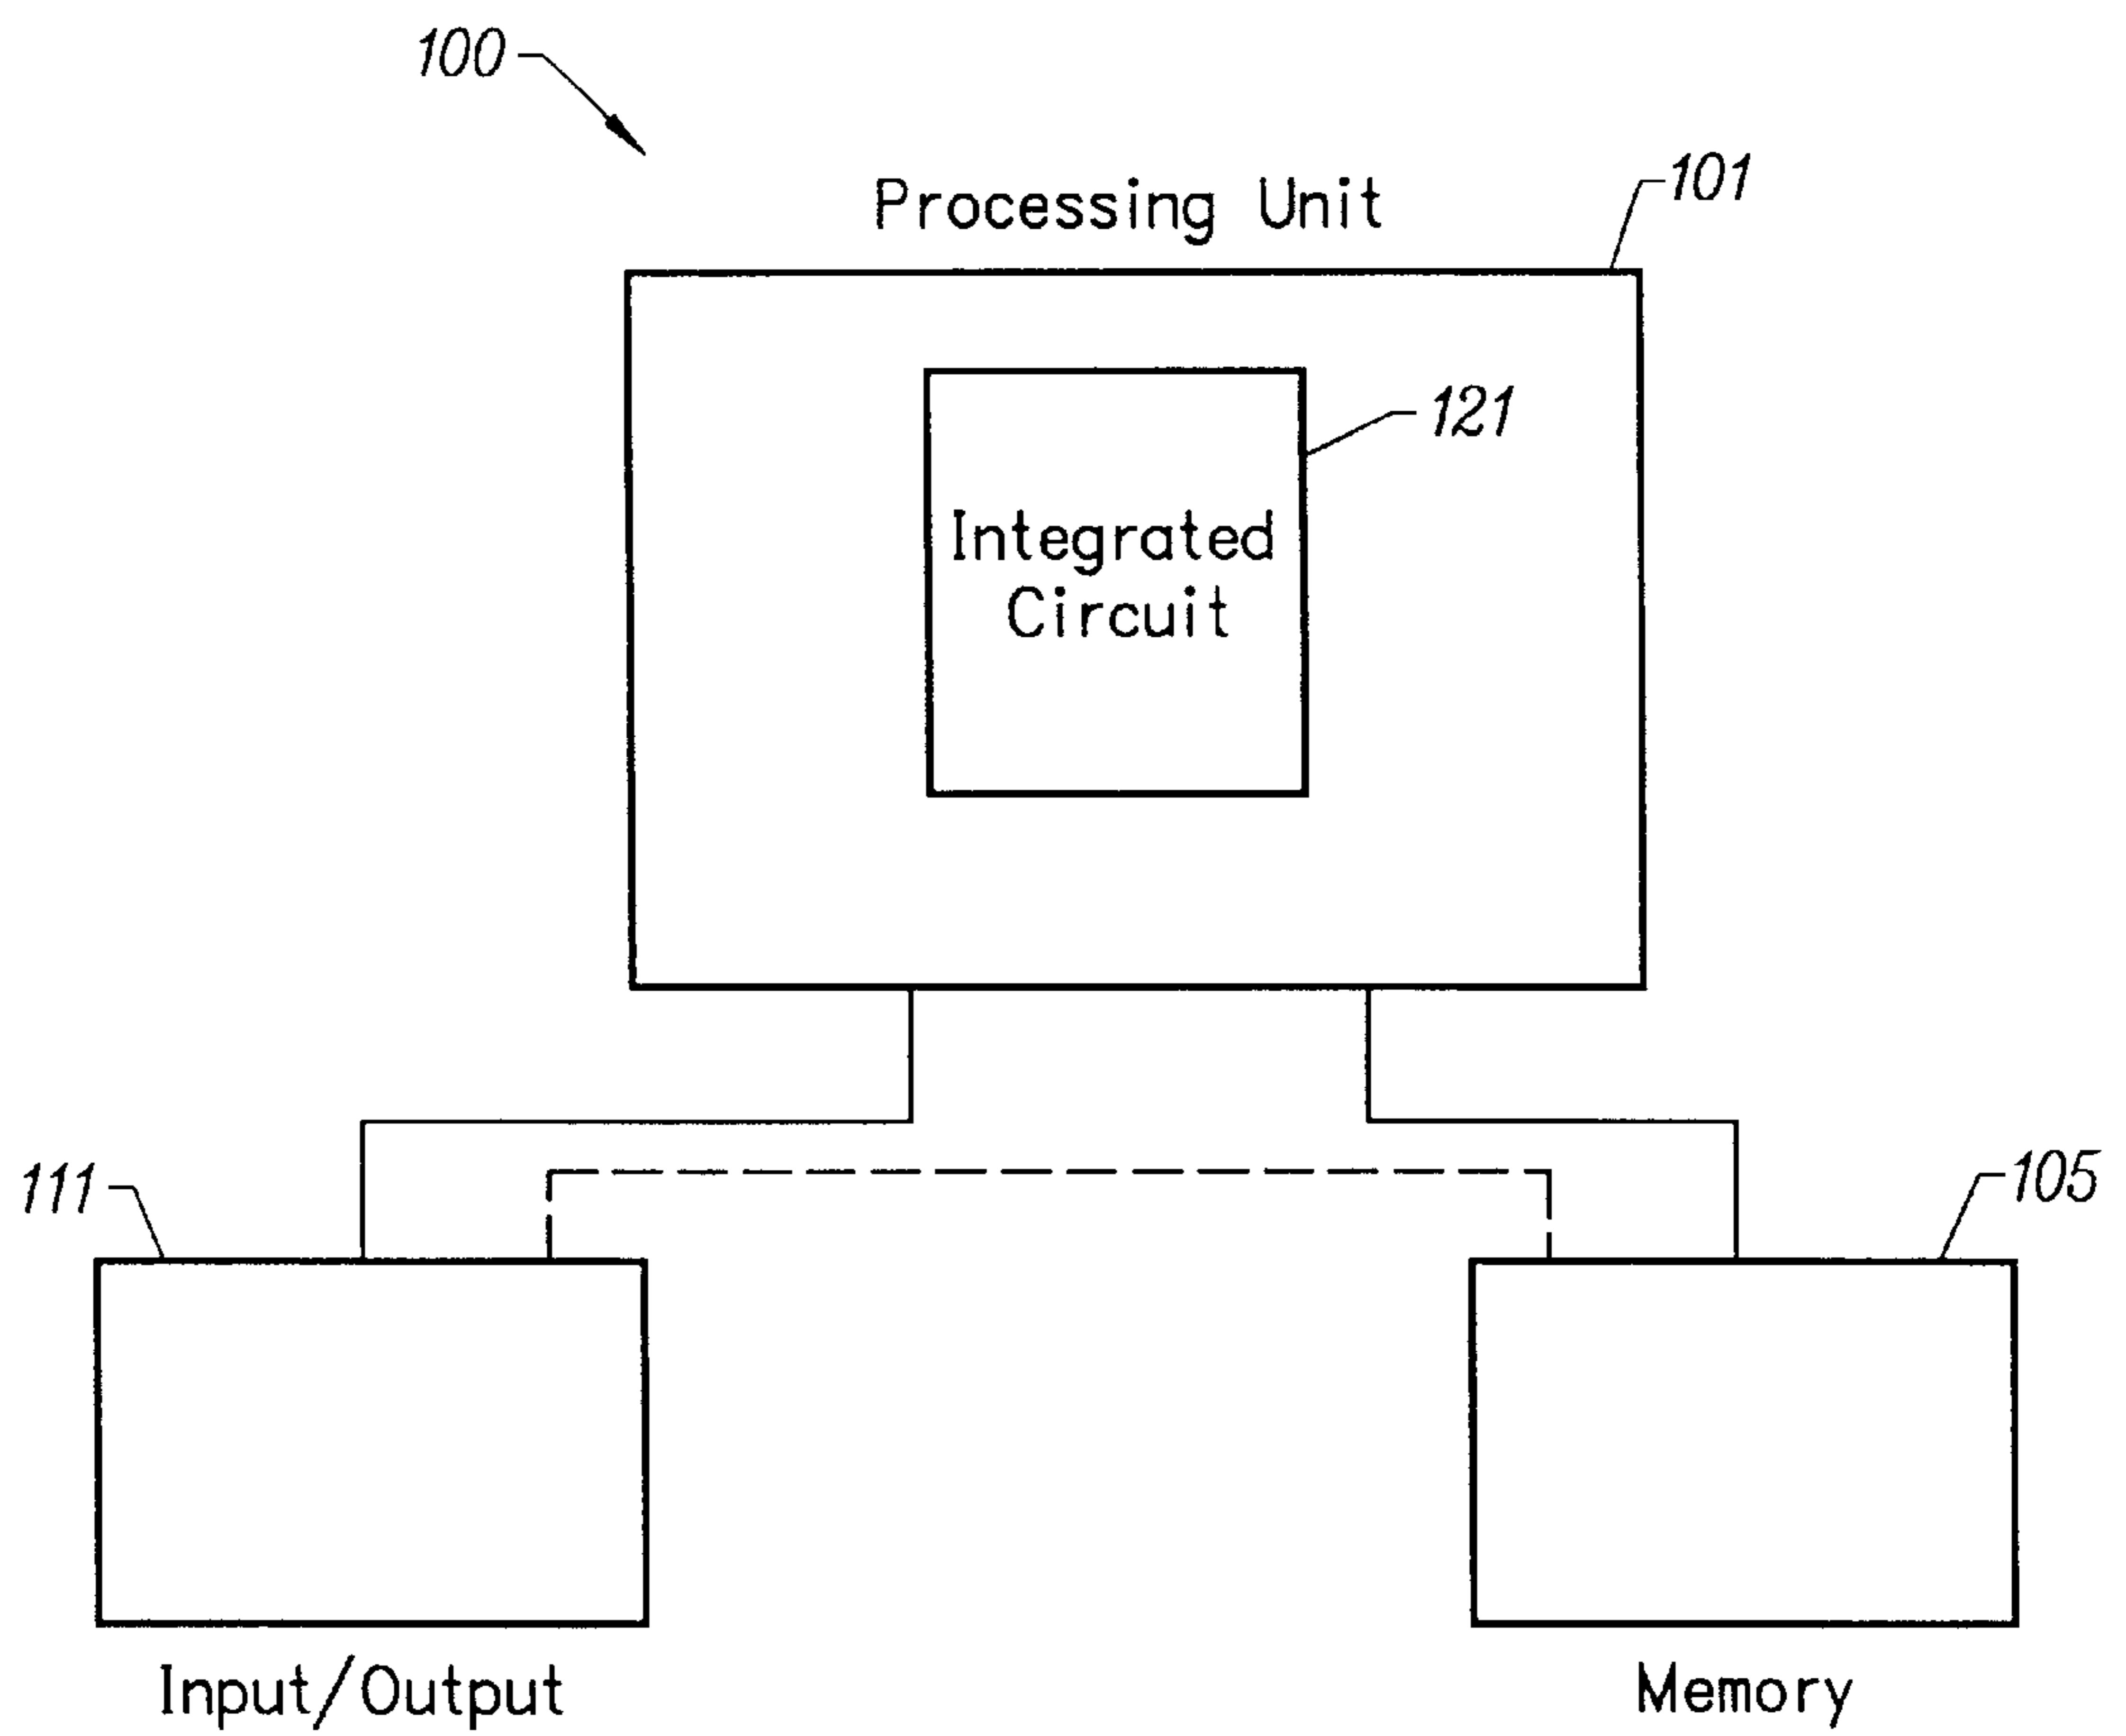 100
Processing Unit
101
121
Integrated
Circuit
111
105
Input/Output
Memory